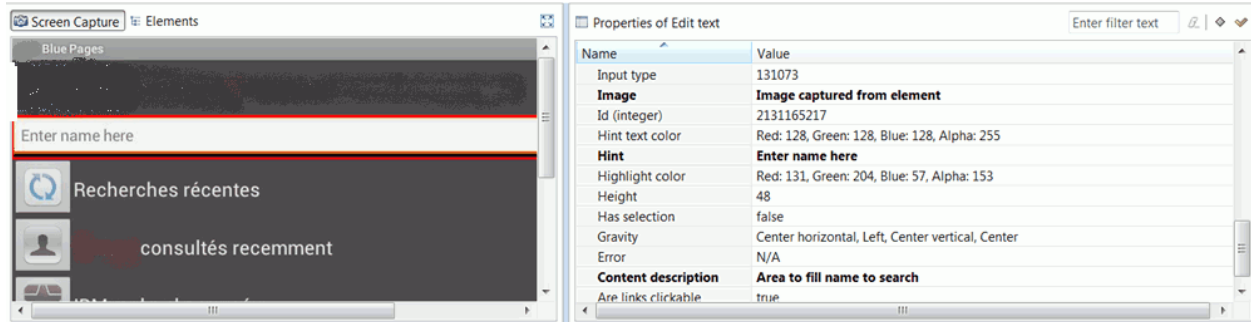 Screen Capture Elements
Blue Pages
Enter name here
Recherches récentes
consultés recemment
Properties of Edit text
Enter filter text
Name Value
Input type 131073
Image Image captured from element
Id (integer) 2131165217
Hint text color Red: 128, Green: 128, Blue: 128, Alpha: 255
Hint Enter name here
Highlight color Red: 131, Green: 204, Blue: 57, Alpha: 153
Height 48
Has selection false
Gravity Center horizontal, Left, Center vertical, Center
Error N/A
Content description Area to fill name to search
Are links clickable true